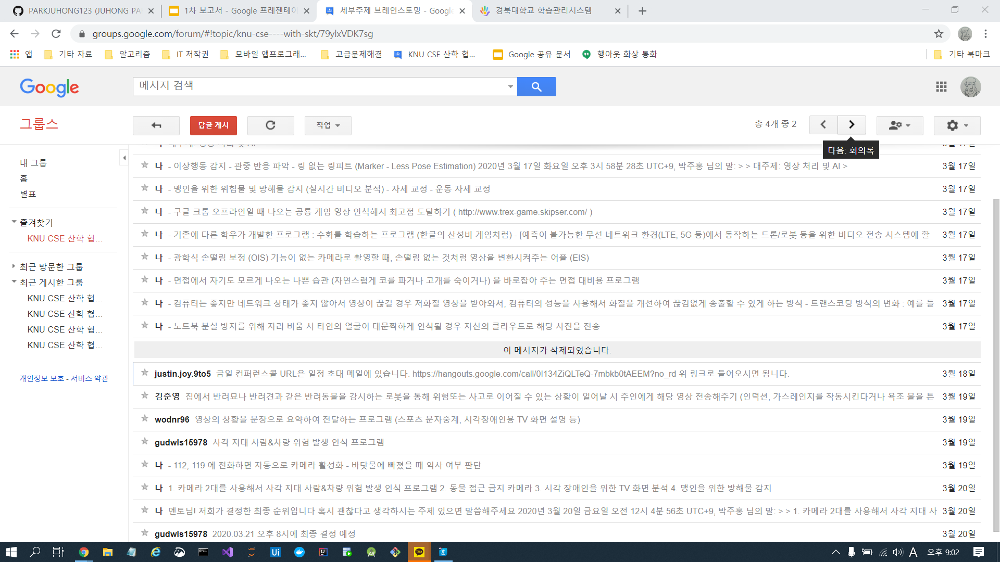 PARKJUHONG123 (JUHONG PA
1차 보고서 - Google 프레젠테이
세부주제 브레인스토밍 - Google
경북대학교 학습관리시스템
groups.google.com/forum/#!topic/knu-cse----with-skt/79ylxVDK7sg
앱 기타 자료 알고리즘 IT 저작권 모바일 앱프로그래... 고급문제해결 KNU CSE 산학 협... Google 공유 문서 행아웃 화상 통화 기타 북마크
Google 메시지 검색
그룹스 답글 게시 작업 총 4개 중 2
다음: 회의록
내 그룹
홈
별표
즐겨찾기
KNU CSE 산학 협...
최근 방문한 그룹
최근 게시한 그룹
KNU CSE 산학 협...
KNU CSE 산학 협...
KNU CSE 산학 협...
KNU CSE 산학 협...
개인정보 보호 - 서비스 약관
나 - 이상행동 감지 - 관중 반응 파악 - 링 없는 링피트 (Marker - Less Pose Estimation) 2020년 3월 17일 화요일 오후 3시 58분 28초 UTC+9, 박주홍 님의 말: > > 대주제: 영상 처리 및 AI > 3월 17일
나 - 맹인을 위한 위험물 및 방해물 감지 (실시간 비디오 분석) - 자세 교정 - 운동 자세 교정 3월 17일
나 - 구글 크롬 오프라인일 때 나오는 공룡 게임 영상 인식해서 최고점 도달하기 ( http://www.trex-game.skipser.com/ ) 3월 17일
나 - 기존에 다른 학우가 개발한 프로그램 : 수화를 학습하는 프로그램 (한글의 산성비 게임처럼) - [예측이 불가능한 무선 네트워크 환경(LTE, 5G 등)에서 동작하는 드론/로봇 등을 위한 비디오 전송 시스템에 활 3월 17일
나 - 광학식 손떨림 보정 (OIS) 기능이 없는 카메라로 촬영할 때, 손떨림 없는 것처럼 영상을 변환시켜주는 어플 (EIS) 3월 17일
나 - 면접에서 자기도 모르게 나오는 나쁜 습관 (자연스럽게 코를 파거나 고개를 숙이거나) 을 바로잡아 주는 면접 대비용 프로그램 3월 17일
나 - 컴퓨터는 좋지만 네트워크 상태가 좋지 않아서 영상이 끊길 경우 저화질 영상을 받아와서, 컴퓨터의 성능을 사용해서 화질을 개선하여 끊김없게 송출할 수 있게 하는 방식 - 트랜스코딩 방식의 변화 : 예를 들 3월 17일
나 - 노트북 분실 방지를 위해 자리 비움 시 타인의 얼굴이 대문짝하게 인식될 경우 자신의 클라우드로 해당 사진을 전송 3월 17일
이 메시지가 삭제되었습니다.
justin.joy.9to5 금일 컨퍼런스콜 URL은 일정 초대 메일에 있습니다. https://hangouts.google.com/call/0l134ZiQLTeQ-7mbkb0tAEEM?no_rd 위 링크로 들어오시면 됩니다. 3월 18일
김준영 집에서 반려묘나 반려견과 같은 반려동물을 감시하는 로봇을 통해 위험또는 사고로 이어질 수 있는 상황이 일어날 시 주인에게 해당 영상 전송해주기 (인덕션, 가스레인지를 작동시킨다거나 욕조 물을 튼 3월 19일
wodnr96 영상의 상황을 문장으로 요약하여 전달하는 프로그램 (스포츠 문자중계, 시각장애인용 TV 화면 설명 등) 3월 19일
gudwls15978 사각 지대 사람&차량 위험 발생 인식 프로그램 3월 19일
나 - 112, 119 에 전화하면 자동으로 카메라 활성화 - 바닷물에 빠졌을 때 익사 여부 판단 3월 19일
나 1. 카메라 2대를 사용해서 사각 지대 사람&차량 위험 발생 인식 프로그램 2. 동물 접근 금지 카메라 3. 시각 장애인을 위한 TV 화면 분석 4. 맹인을 위한 방해물 감지 3월 20일
나 멘토님! 저희가 결정한 최종 순위입니다 혹시 괜찮다고 생각하시는 주제 있으면 말씀해주세요 2020년 3월 20일 금요일 오전 12시 4분 56초 UTC+9, 박주홍 님의 말: > > 1. 카메라 2대를 사용해서 사각 지대 사 3월 20일
gudwls15978 2020.03.21 오후 8시에 최종 결정 예정 3월 20일
Ui TALK A 오후 9:02